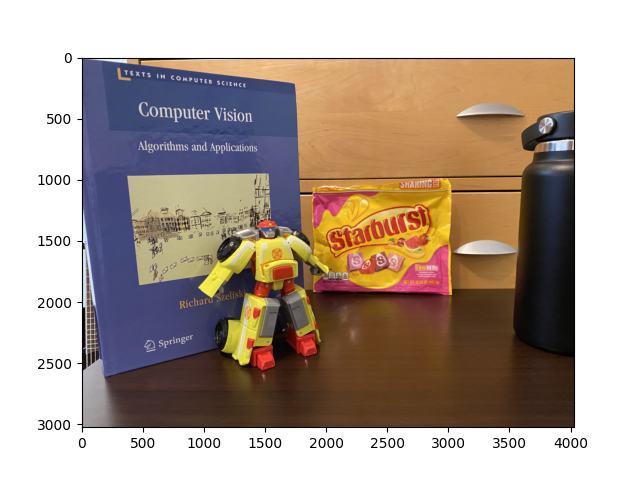 TEXTS IN COMPUTER SCIENCE
Computer Vision
Algorithms and Applications
Richard Szeliski
Springer
SHARING
Starburst
0
500
1000
1500
2000
2500
3000
0
500
1000
1500
2000
2500
3000
3500
4000